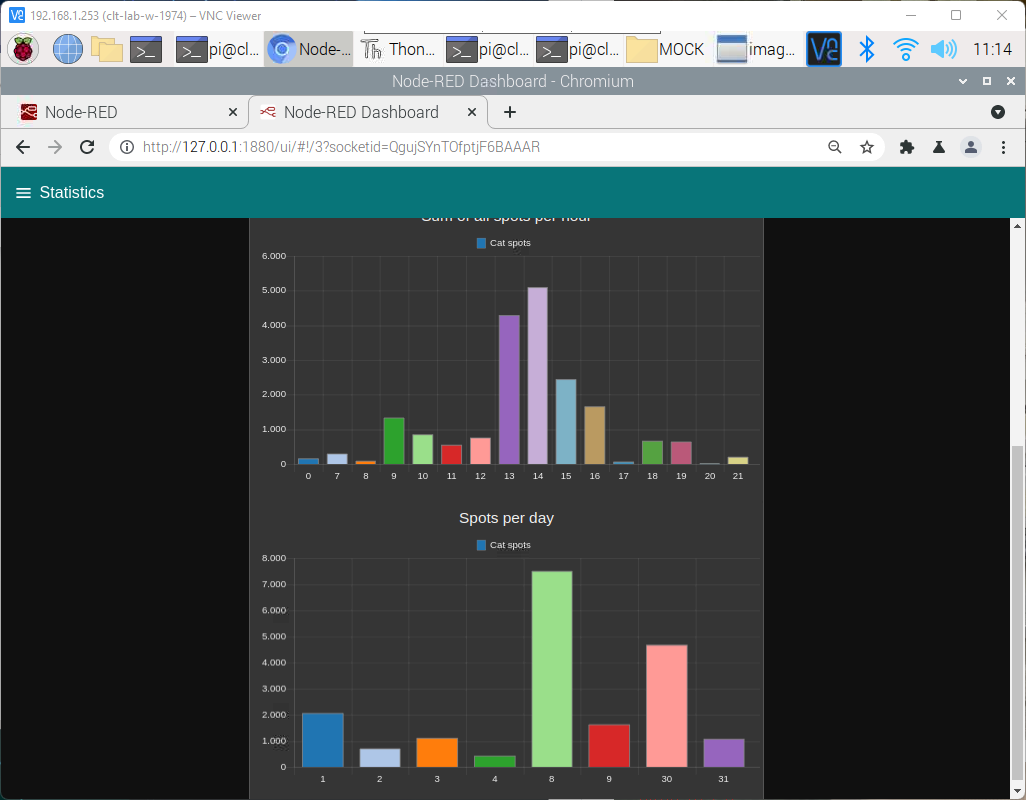 192.168.1.253 (clt-lab-w-1974) – VNC Viewer
pi@cl... Node-... Thon... pi@cl... pi@cl... MOCK imag... 11:14
Node-RED Dashboard - Chromium
Node-RED Node-RED Dashboard
http://127.0.0.1:1880/ui/#!/3?socketid=QgujSYnTOfptjF6BAAAR
Statistics
Sum of all spots per hour
Cat spots
6.000
5.000
4.000
3.000
2.000
1.000
0
0 7 8 9 10 11 12 13 14 15 16 17 18 19 20 21
Spots per day
Cat spots
8.000
7.000
6.000
5.000
4.000
3.000
2.000
1.000
0
1 2 3 4 8 9 30 31